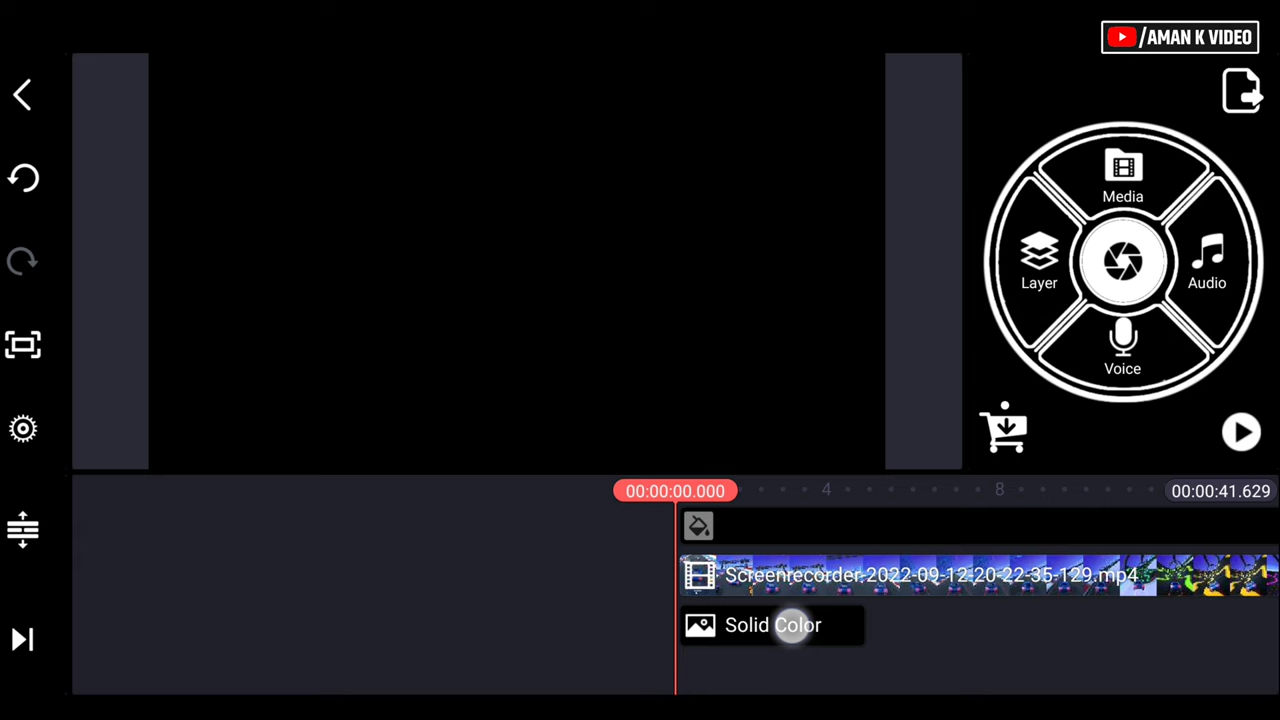 /AMAN K VIDEO
Media
Layer
Audio
Voice
00:00:00.000
4
8
00:00:41.629
Screenrecorder-2022-09-12-20-22-35-129.mp4
Solid Color